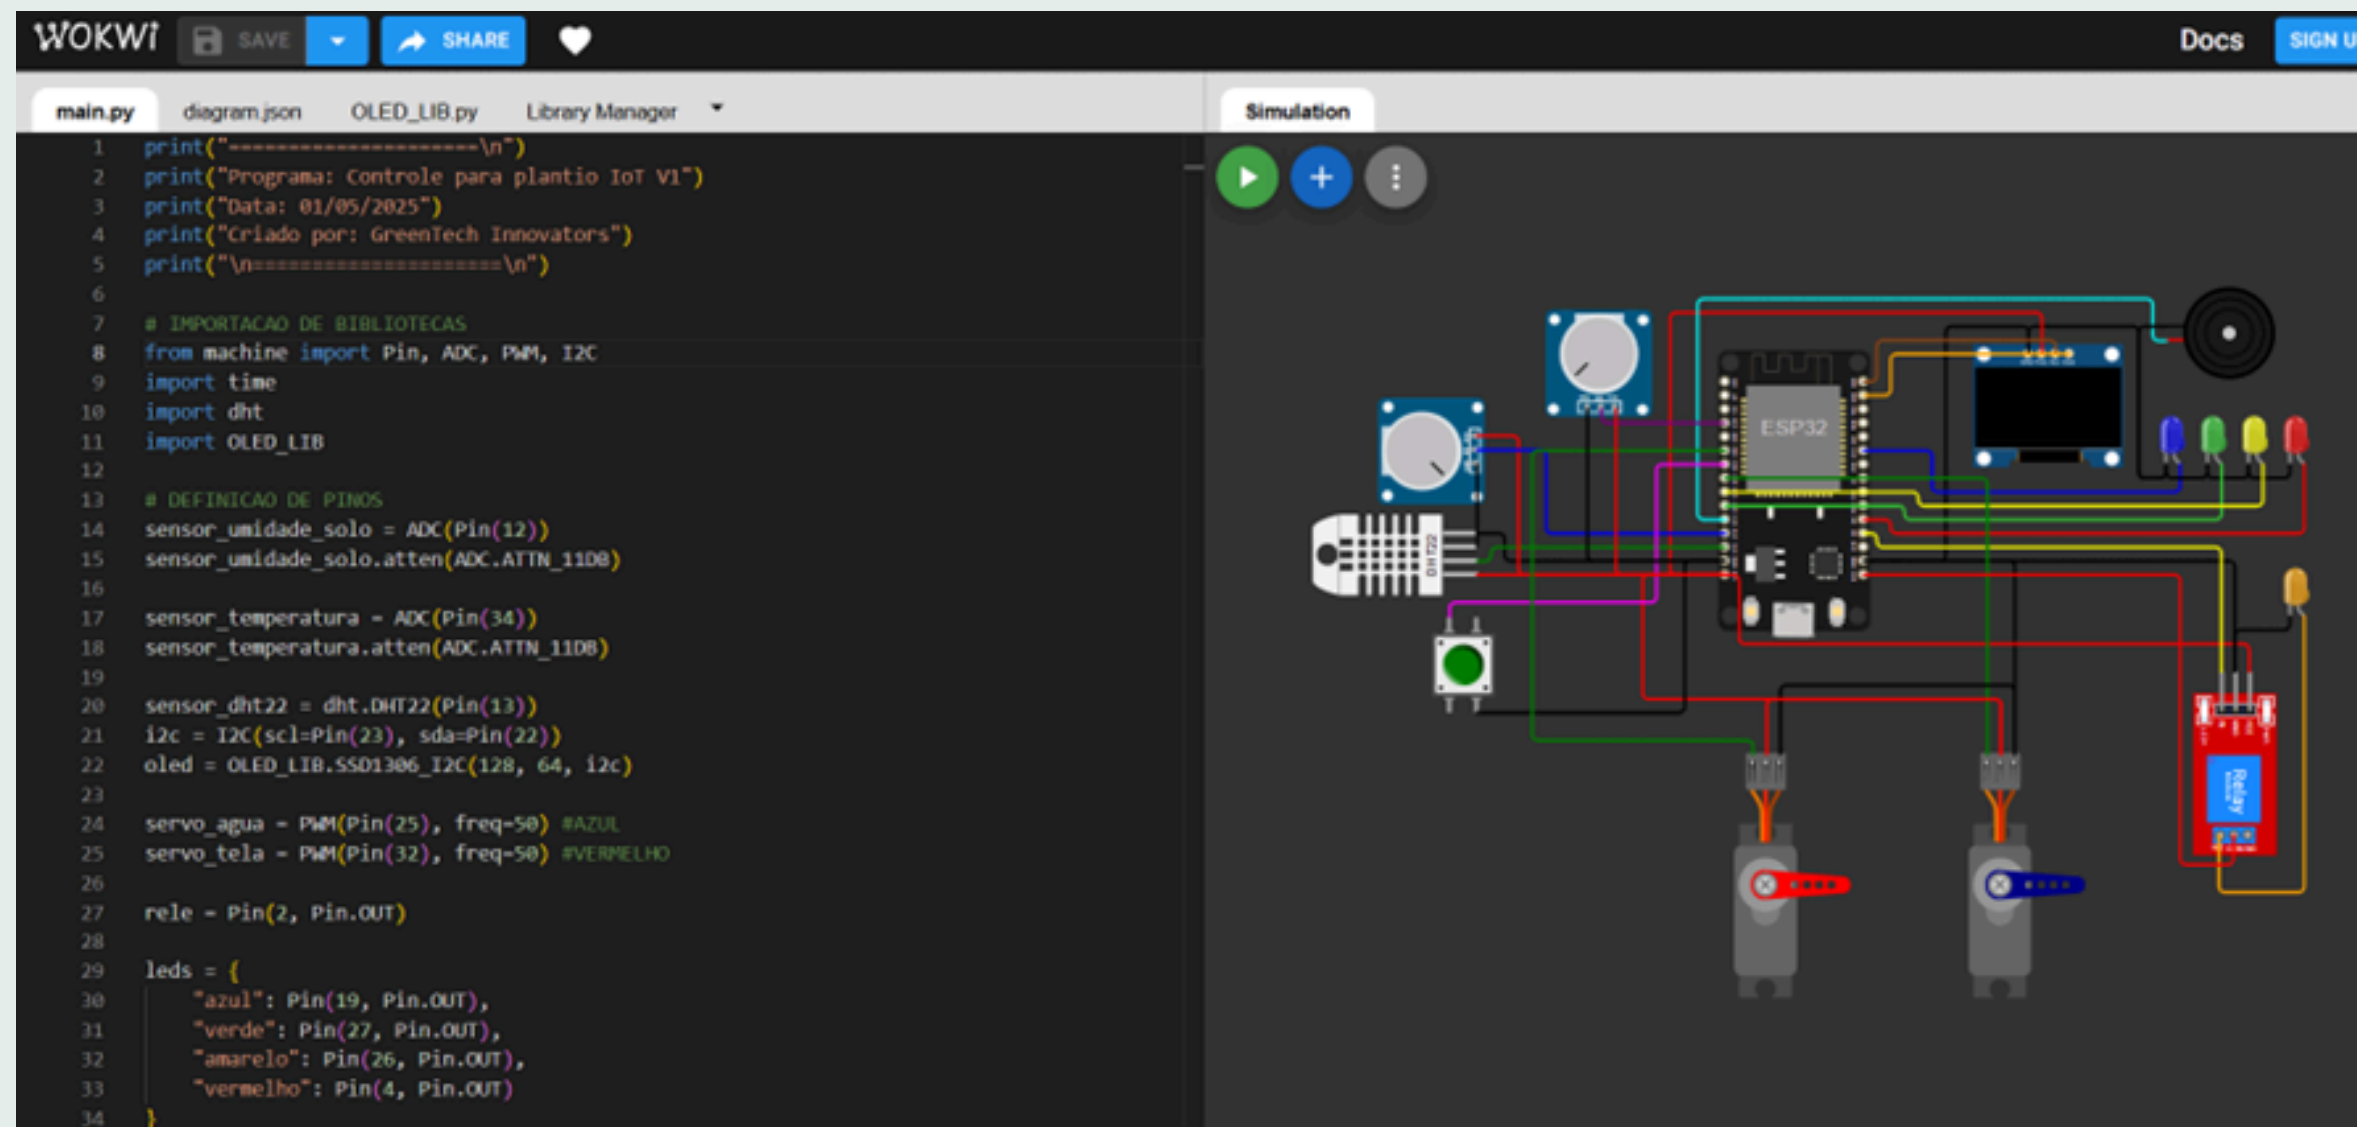 WOKWI SAVE SHARE Docs SIGN U
main.py diagram.json OLED_LIB.py Library Manager Simulation
1 print("---------------------\n")
2 print("Programa: Controle para plantio IoT V1")
3 print("Data: 01/05/2025")
4 print("Criado por: GreenTech Innovators")
5 print("\n=====================\n")
6
7 # IMPORTACAO DE BIBLIOTECAS
8 from machine import Pin, ADC, PWM, I2C
9 import time
10 import dht
11 import OLED_LIB
12
13 # DEFINICAO DE PINOS
14 sensor_umidade_solo = ADC(Pin(12))
15 sensor_umidade_solo.atten(ADC.ATTN_11DB)
16
17 sensor_temperatura = ADC(Pin(34))
18 sensor_temperatura.atten(ADC.ATTN_11DB)
19
20 sensor_dht22 = dht.DHT22(Pin(13))
21 i2c = I2C(scl=Pin(23), sda=Pin(22))
22 oled = OLED_LIB.SSD1306_I2C(128, 64, i2c)
23
24 servo_agua = PWM(Pin(25), freq=50) #AZUL
25 servo_tela = PWM(Pin(32), freq=50) #VERMELHO
26
27 rele = Pin(2, Pin.OUT)
28
29 leds = {
30 "azul": Pin(19, Pin.OUT),
31 "verde": Pin(27, Pin.OUT),
32 "amarelo": Pin(26, Pin.OUT),
33 "vermelho": Pin(4, Pin.OUT)
34 }
ESP32
DHT22
Relay